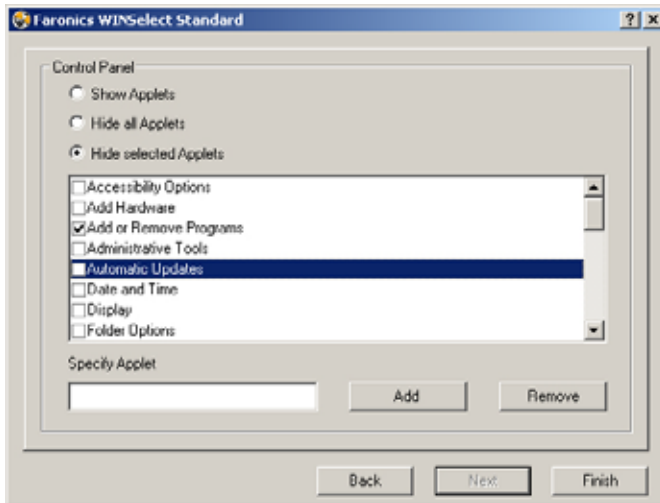 Faronics WINSelect Standard
Control Panel
Show Applets
Hide all Applets
Hide selected Applets
Accessibility Options
Add Hardware
Add or Remove Programs
Administrative Tools
Automatic Updates
Date and Time
Display
Folder Options
Specify Applet
Add Remove
Back Next Finish